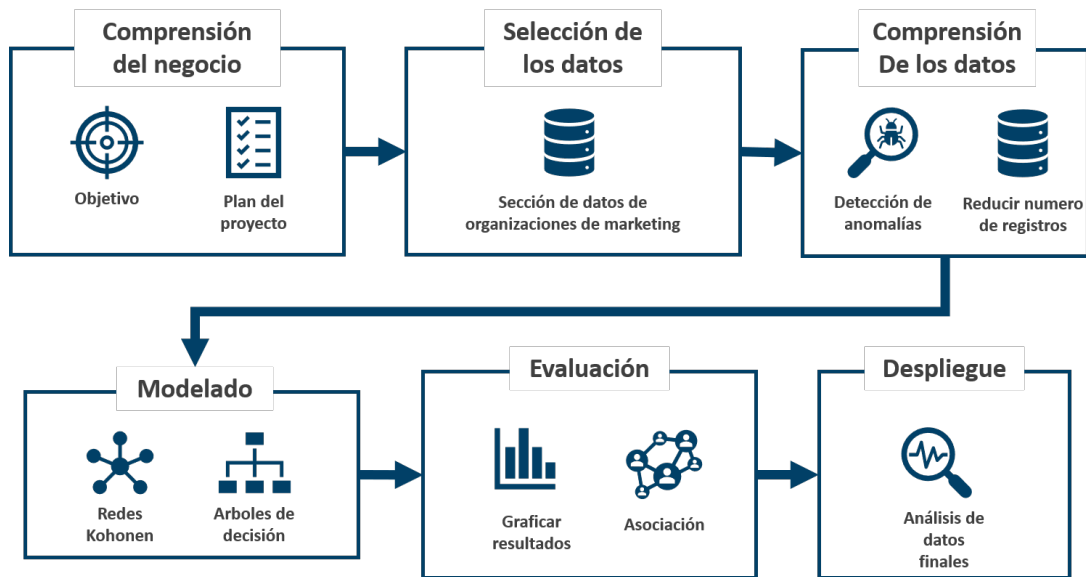 Comprensión
del negocio
Objetivo
Plan del
proyecto
Selección de
los datos
Sección de datos de
organizaciones de marketing
Comprensión
De los datos
Detección de
anomalías
Reducir numero
de registros
Modelado
Redes
Kohonen
Arboles de
decisión
Evaluación
Graficar
resultados
Asociación
Despliegue
Análisis de
datos
finales